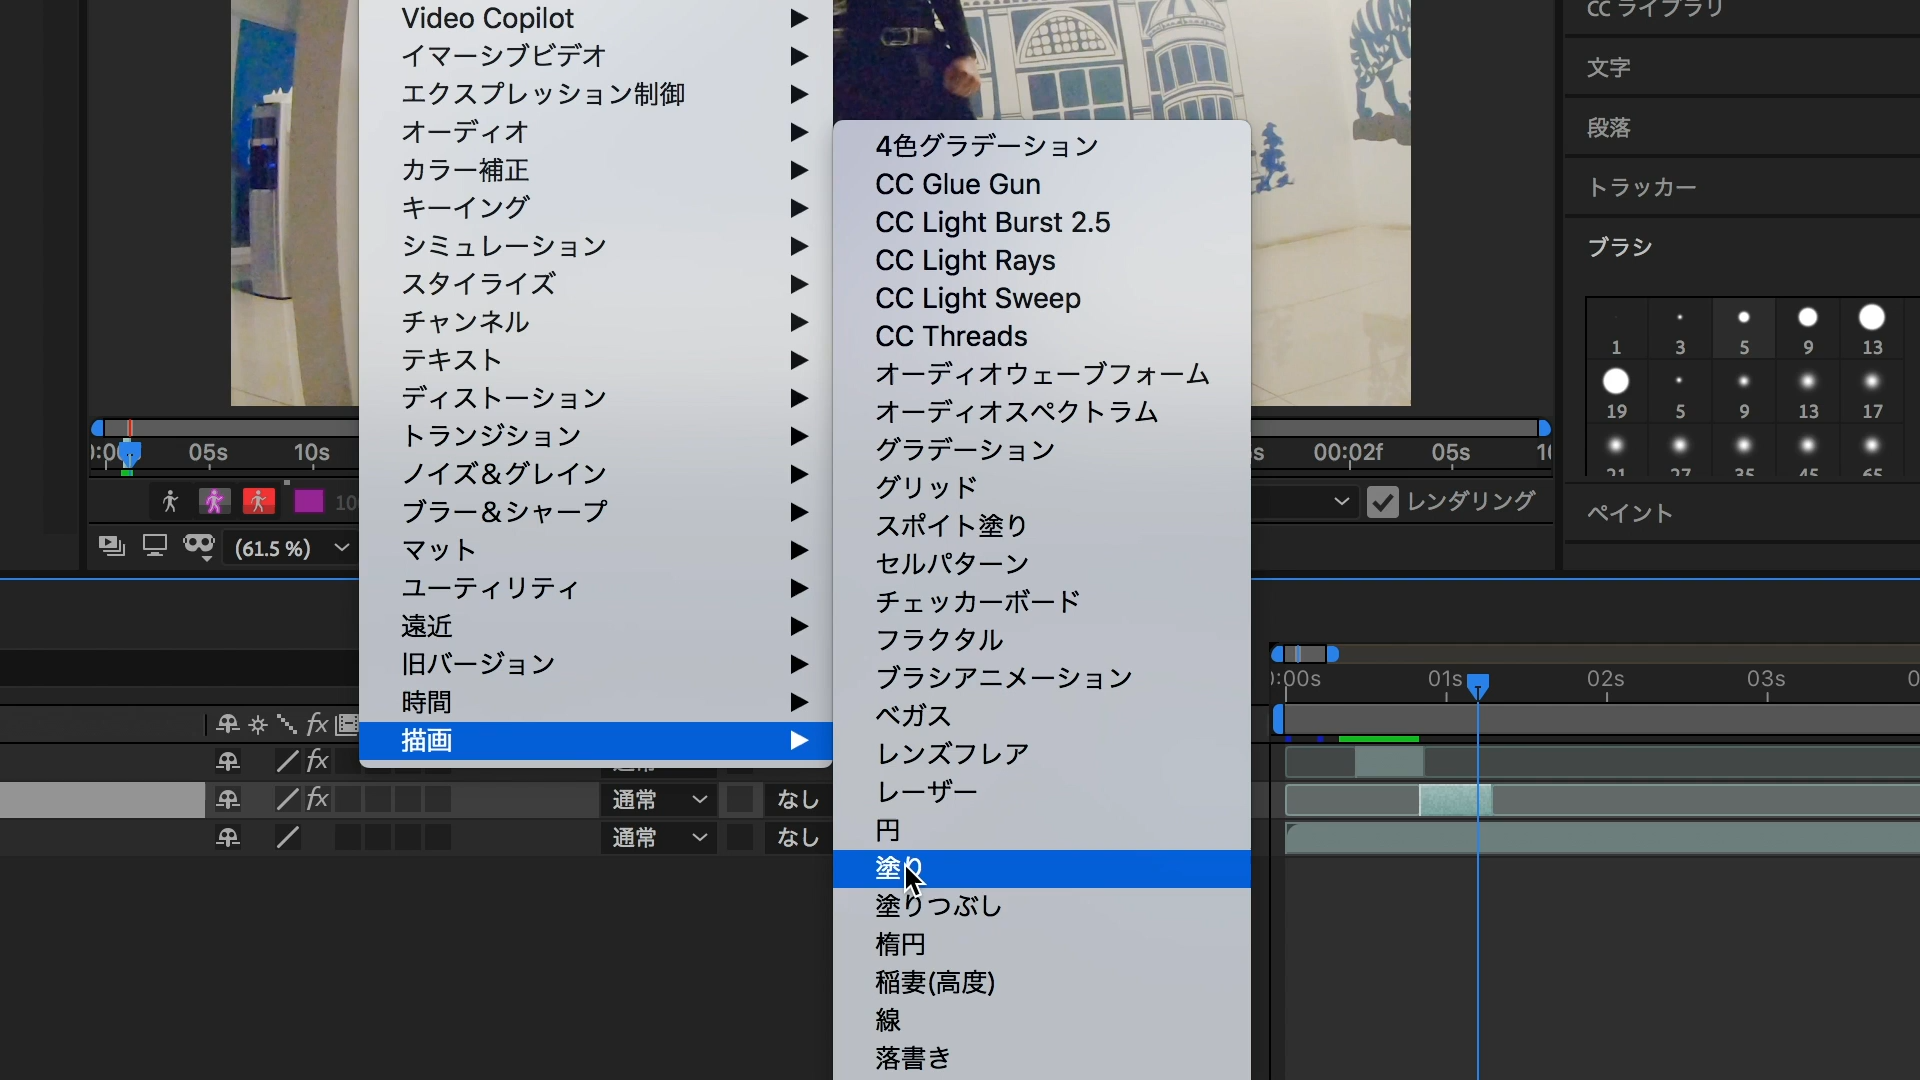 Video Copilot
イマーシブビデオ
エクスプレッション制御
オーディオ
カラー補正
キーイング
シミュレーション
スタイライズ
チャンネル
テキスト
ディストーション
トランジション
ノイズ＆グレイン
ブラー＆シャープ
マット
ユーティリティ
遠近
旧バージョン
時間
描画
4色グラデーション
CC Glue Gun
CC Light Burst 2.5
CC Light Rays
CC Light Sweep
CC Threads
オーディオウェーブフォーム
オーディオスペクトラム
グラデーション
グリッド
スポイト塗り
セルパターン
チェッカーボード
フラクタル
ブラシアニメーション
ベガス
レンズフレア
レーザー
円
塗り
塗りつぶし
楕円
稲妻(高度)
線
落書き
CC ライブラリ
文字
段落
トラッカー
ブラシ
1 3 5 9 13
19 5 9 13 17
21 27 35 45 65
ペイント
05s 10s
(61.5 %)
00:02f 05s
レンダリング
:00s 01s 02s 03s
fx
fx
fx
通常 なし
通常 なし